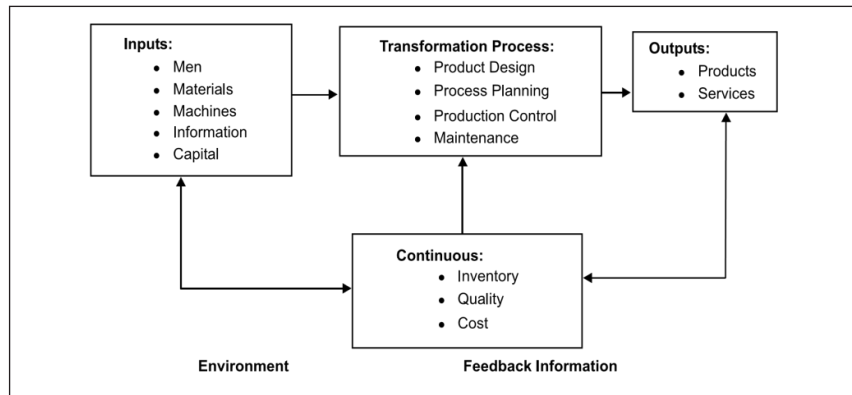 Inputs:
● Men
● Materials
● Machines
● Information
● Capital
Transformation Process:
● Product Design
● Process Planning
● Production Control
● Maintenance
Outputs:
● Products
● Services
Continuous:
● Inventory
● Quality
● Cost
Environment
Feedback Information